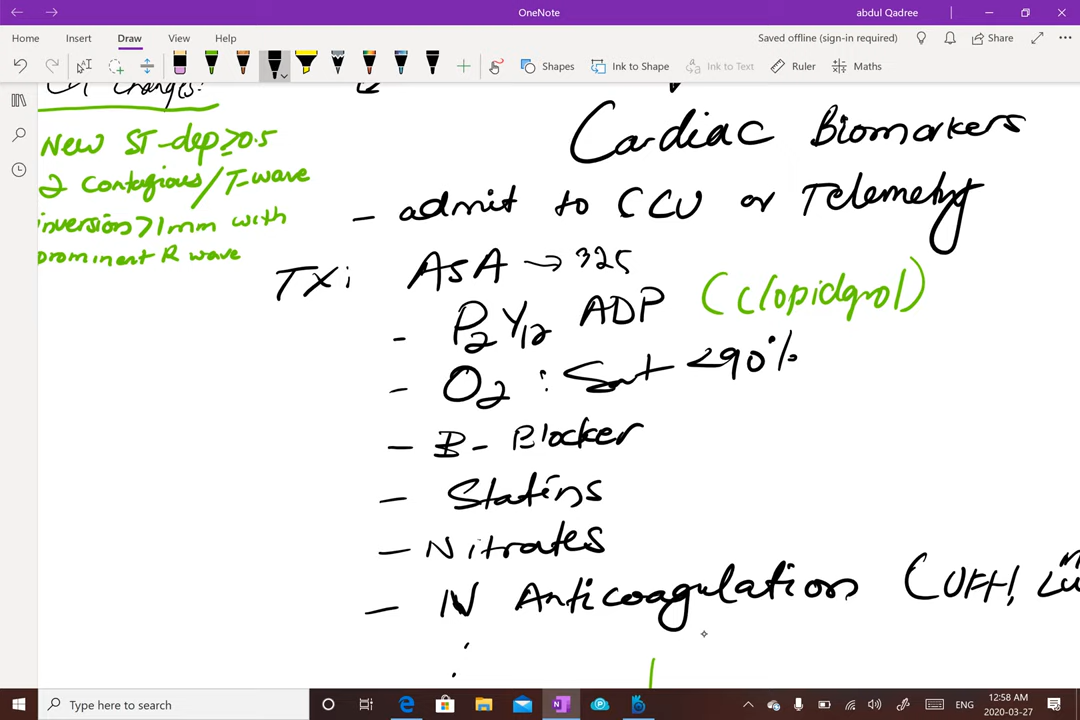 OneNote
abdul Qadree
Home Insert Draw View Help
Saved offline (sign-in required)
Share
Shapes
Ink to Shape
Ink to Text
Ruler
Maths
Changes:
New ST-dep≥0.5
2 contagious/T-wave
inversion>1mm with
prominent R wave
Cardiac Biomarkers
- admit to CCU or Telemetry
TX: ASA → 325
- P2Y12 ADP (clopidgrol)
- O2 : Sat <90%
- B-Blocker
- Statins
- Nitrates
- IV Anticoagulation (UFH,
Type here to search
ENG
12:58 AM
2020-03-27